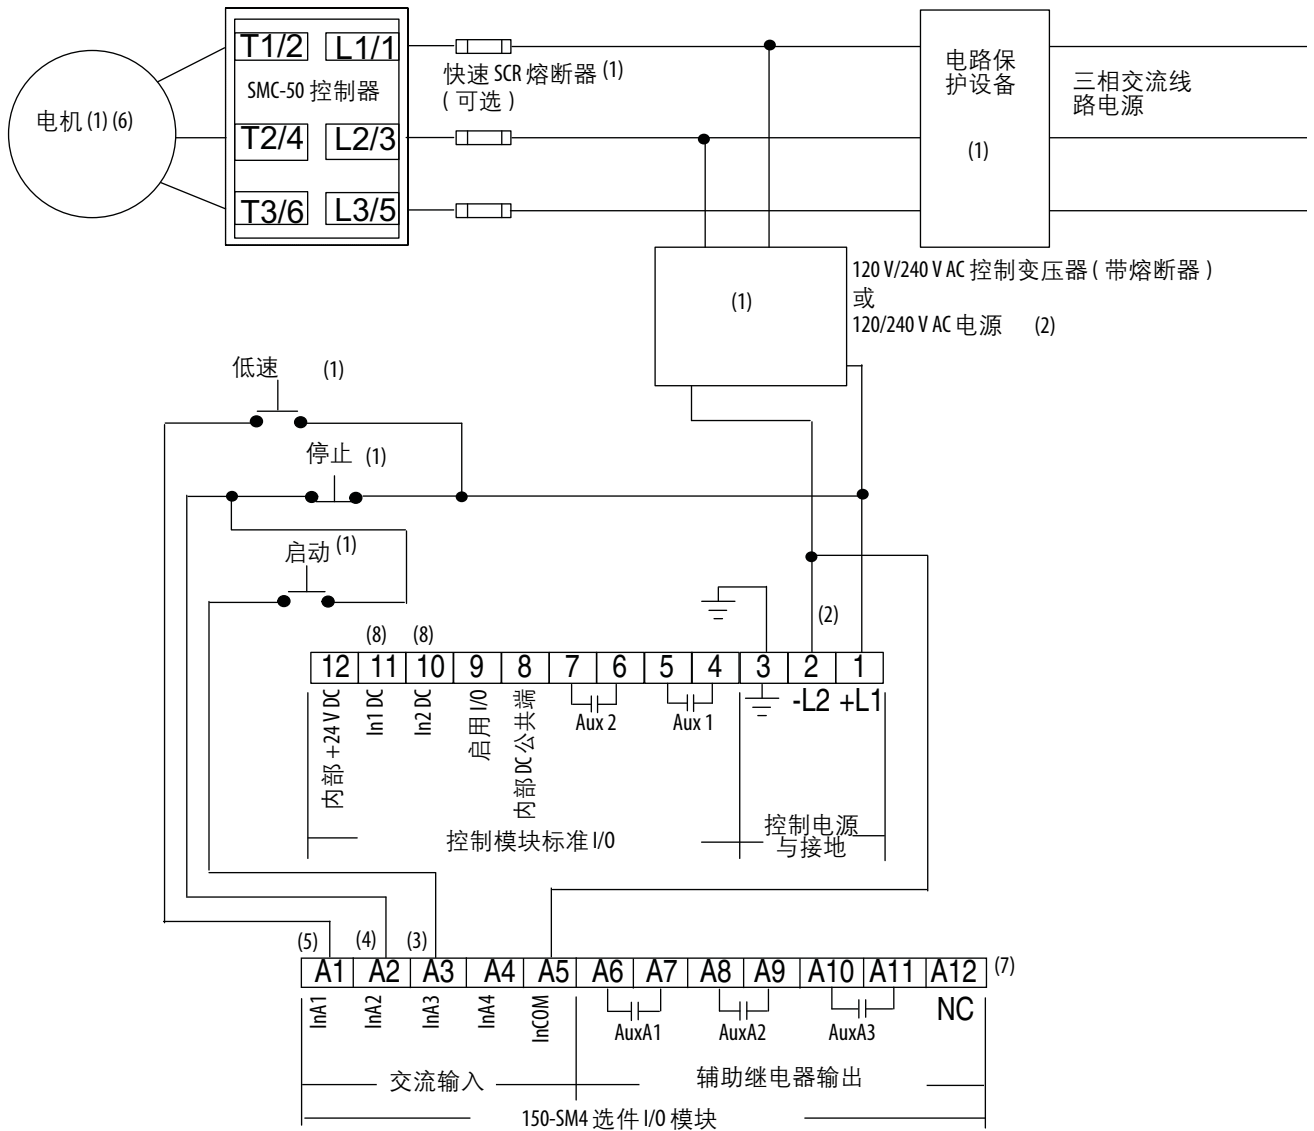 T1/2 L1/1
SMC-50 控制器
T2/4 L2/3
T3/6 L3/5
电机 (1) (6)
快速 SCR 熔断器 (1)
( 可选 )
电路保
护设备
(1)
三相交流线
路电源
(1)
120 V/240 V AC 控制变压器 ( 带熔断器 )
或
120/240 V AC 电源 (2)
低速 (1)
停止 (1)
启动 (1)
(8) (8) (2)
12 11 10 9 8 7 6 5 4 3 2 1
内部 +24 V DC
In1 DC
In2 DC
启用 I/O
内部 DC 公共端
Aux 2
Aux 1
-L2 +L1
控制模块标准 I/O
控制电源
与接地
(5) (4) (3)
A1 A2 A3 A4 A5 A6 A7 A8 A9 A10 A11 A12 (7)
InA1
InA2
InA3
InA4
InCOM
AuxA1
AuxA2
AuxA3
NC
交流输入
辅助继电器输出
150-SM4 选件 I/O 模块